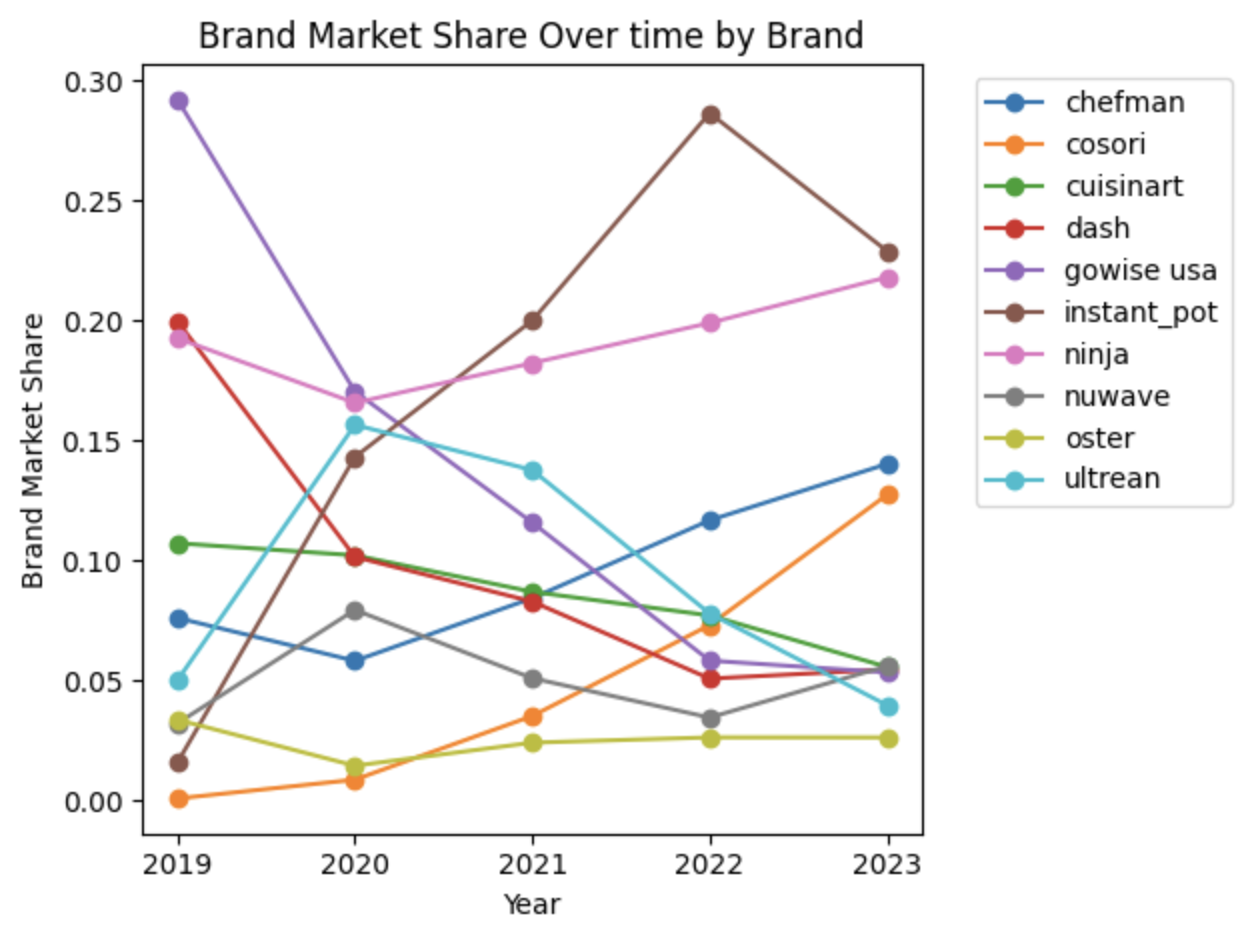 Brand Market Share Over time by Brand
Brand Market Share
0.30
0.25
0.20
0.15
0.10
0.05
0.00
2019 2020 2021 2022 2023
Year
chefman
cosori
cuisinart
dash
gowise usa
instant_pot
ninja
nuwave
oster
ultrean